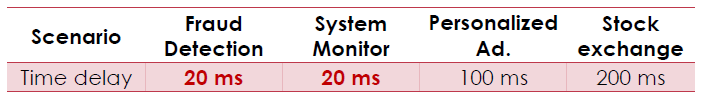 Scenario Fraud Detection System Monitor Personalized Ad. Stock exchange
Time delay 20 ms 20 ms 100 ms 200 ms